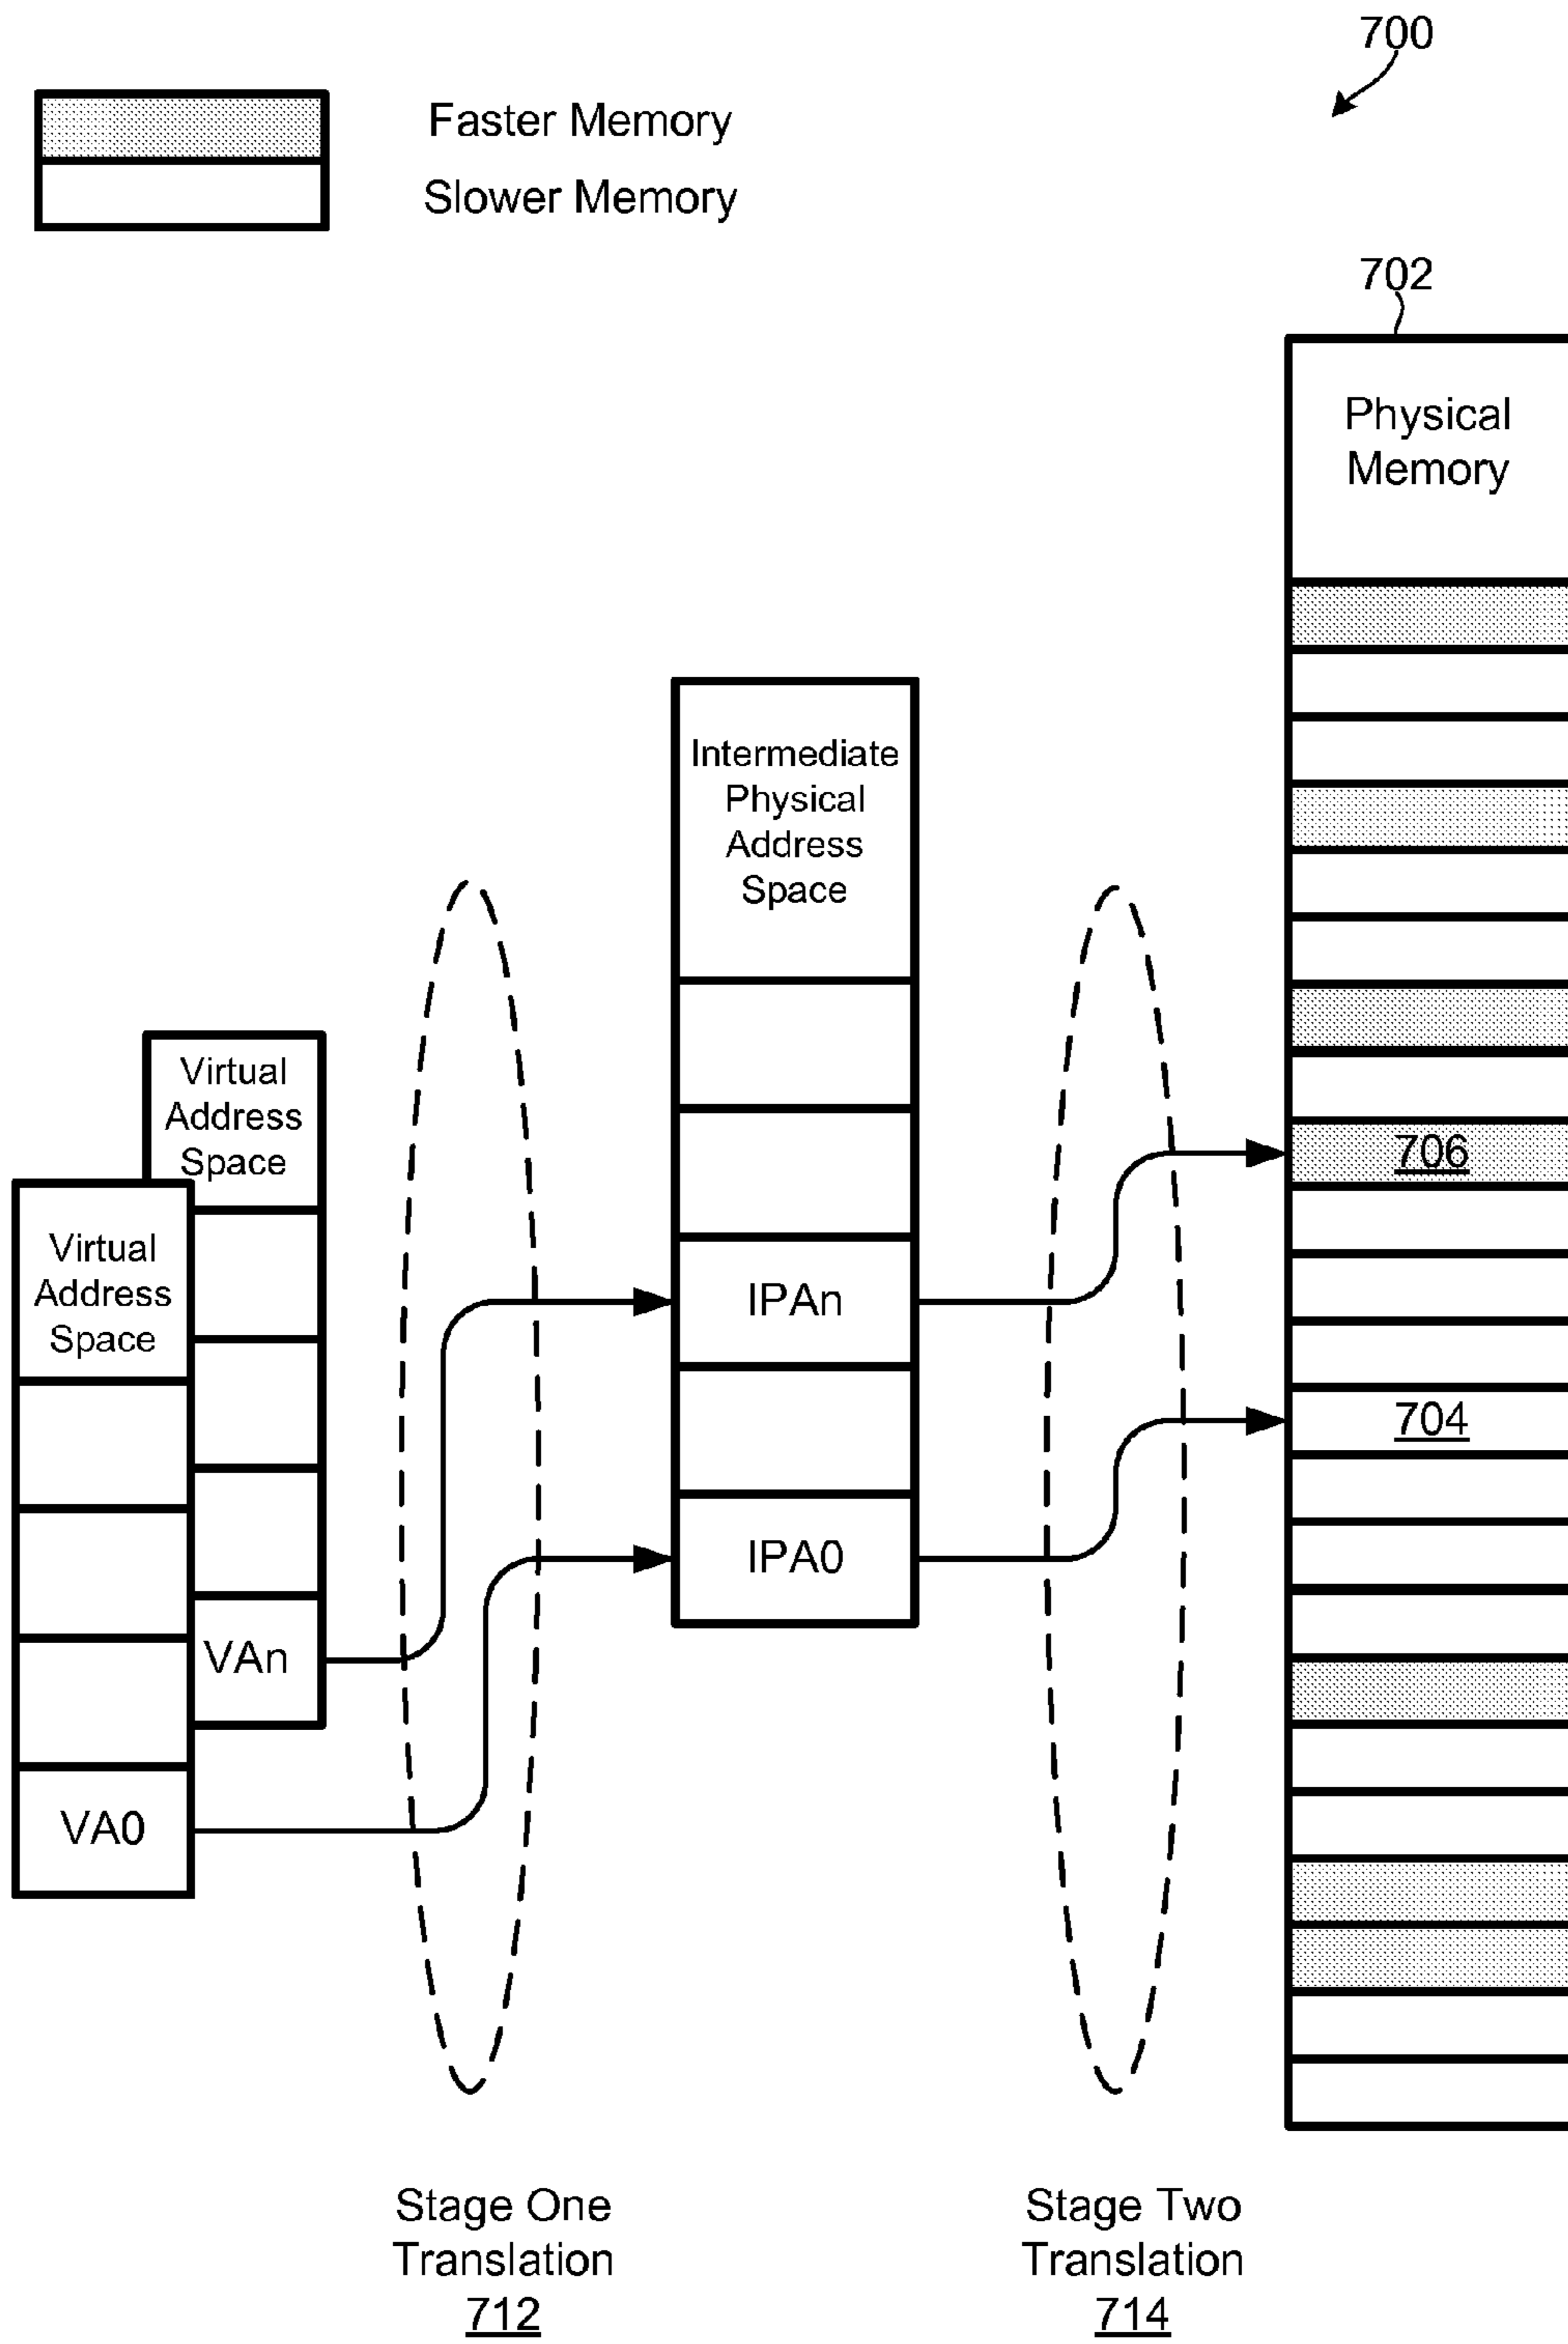 700
Faster Memory
Slower Memory
702
Physical
Memory
Intermediate
Physical
Address
Space
Virtual
Address
Space
Virtual
Address
Space
706
IPAn
704
IPA0
VAn
VA0
Stage One
Translation
712
Stage Two
Translation
714